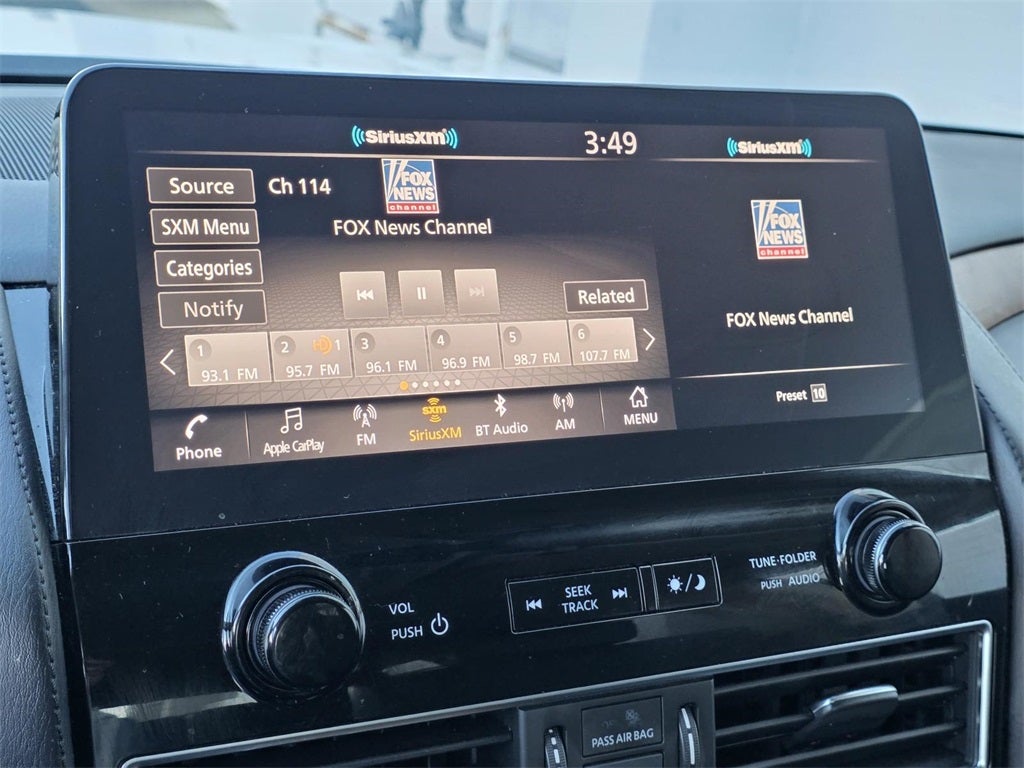 SiriusXM 3:49 SiriusXM
Source Ch 114 FOX NEWS channel
SXM Menu FOX News Channel
Categories
Notify Related
FOX NEWS channel
FOX News Channel
1 93.1 FM
2 HD 1 95.7 FM
3 96.1 FM
4 96.9 FM
5 98.7 FM
6 107.7 FM
Preset 10
Phone
Apple CarPlay
FM
sxm SiriusXM
BT Audio
AM
MENU
VOL
PUSH
SEEK
TRACK
TUNE·FOLDER
PUSH AUDIO
PASS AIR BAG